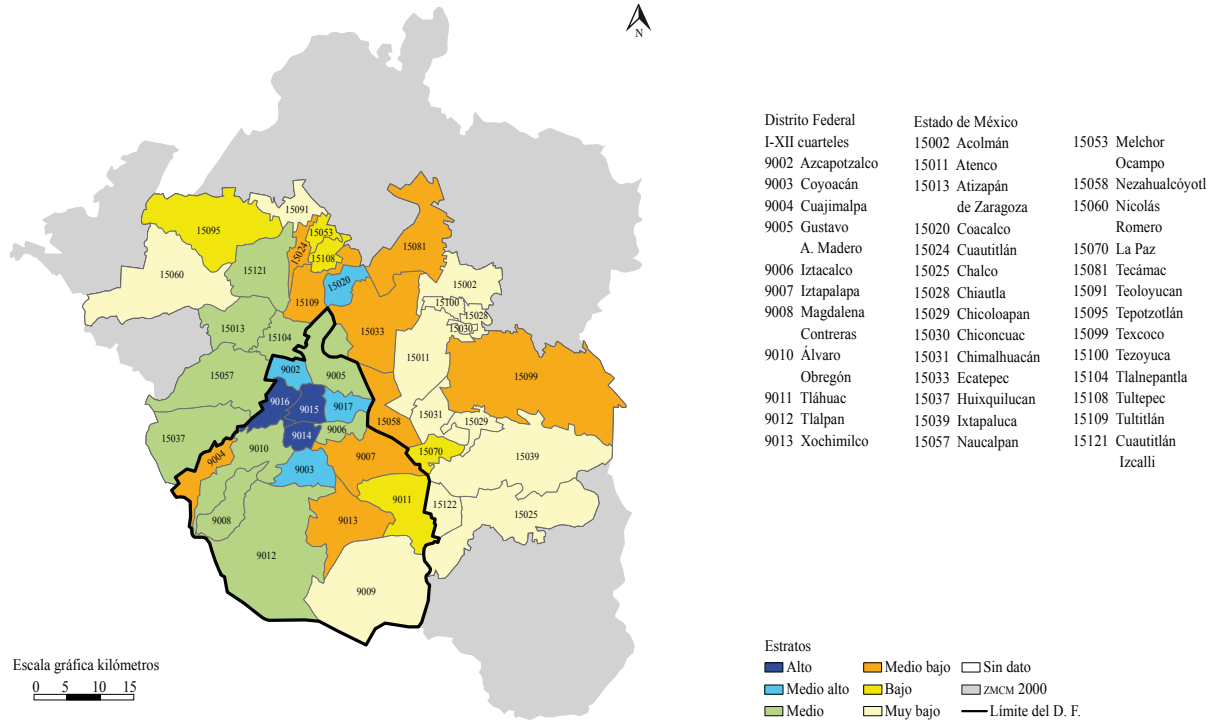 N
15091
15053
15095
15024
15108
15081
15060
15121
15020
15002
15109
15100
15028
15030
15013
15104
15033
15011
9002
9005
15057
15099
9016
9015
9017
15058
15031
15029
9014
9006
15037
9010
9004
9007
15070
15039
9003
9011
15122
15025
9008
9013
9012
9009
Escala gráfica kilómetros
0 5 10 15
Distrito Federal
I-XII cuarteles
9002 Azcapotzalco
9003 Coyoacán
9004 Cuajimalpa
9005 Gustavo
A. Madero
9006 Iztacalco
9007 Iztapalapa
9008 Magdalena
Contreras
9010 Álvaro
Obregón
9011 Tláhuac
9012 Tlalpan
9013 Xochimilco
Estado de México
15002 Acolmán
15011 Atenco
15013 Atizapán
de Zaragoza
15020 Coacalco
15024 Cuautitlán
15025 Chalco
15028 Chiautla
15029 Chicoloapan
15030 Chiconcuac
15031 Chimalhuacán
15033 Ecatepec
15037 Huixquilucan
15039 Ixtapaluca
15057 Naucalpan
15053 Melchor
Ocampo
15058 Nezahualcóyotl
15060 Nicolás
Romero
15070 La Paz
15081 Tecámac
15091 Teoloyucan
15095 Tepotzotlán
15099 Texcoco
15100 Tezoyuca
15104 Tlalnepantla
15108 Tultepec
15109 Tultitlán
15121 Cuautitlán
Izcalli
Estratos
Alto
Medio alto
Medio
Medio bajo
Bajo
Muy bajo
Sin dato
ZMCM 2000
Límite del D. F.